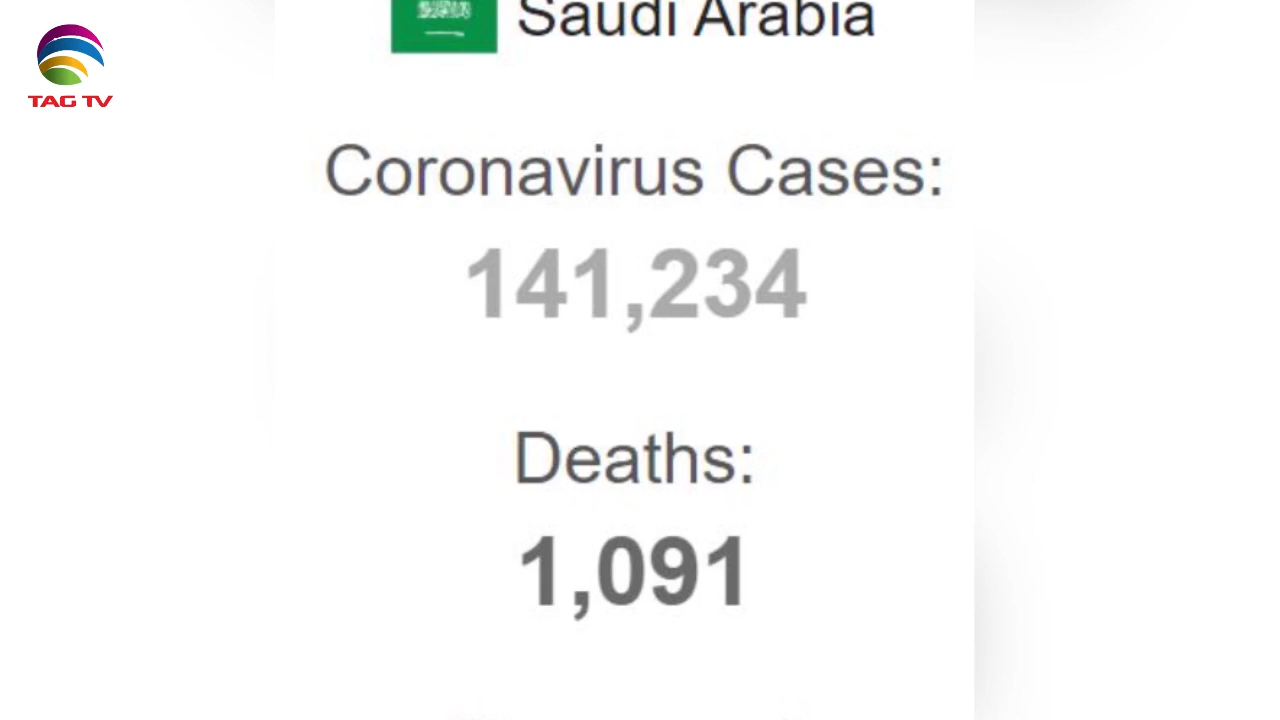 Saudi Arabia
TAG TV
Coronavirus Cases:
141,234
Deaths:
1,091